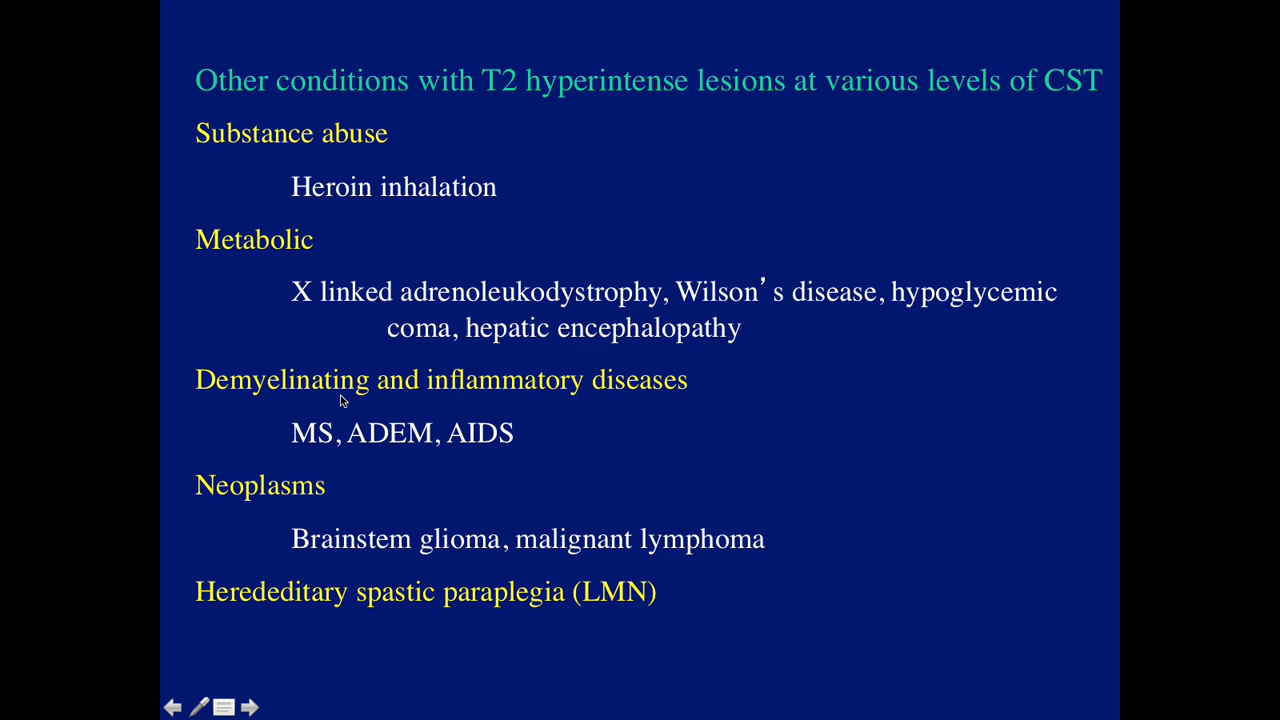 Other conditions with T2 hyperintense lesions at various levels of CST
Substance abuse
Heroin inhalation
Metabolic
X linked adrenoleukodystrophy, Wilson’s disease, hypoglycemic
coma, hepatic encephalopathy
Demyelinating and inflammatory diseases
MS, ADEM, AIDS
Neoplasms
Brainstem glioma, malignant lymphoma
Herededitary spastic paraplegia (LMN)